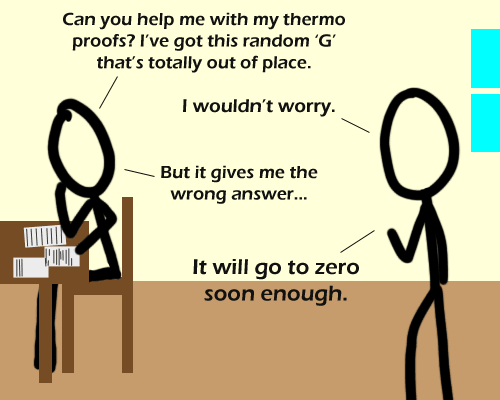 Can you help me with my thermo
proofs? I've got this random 'G'
that's totally out of place.
I wouldn't worry.
But it gives me the
wrong answer...
It will go to zero
soon enough.